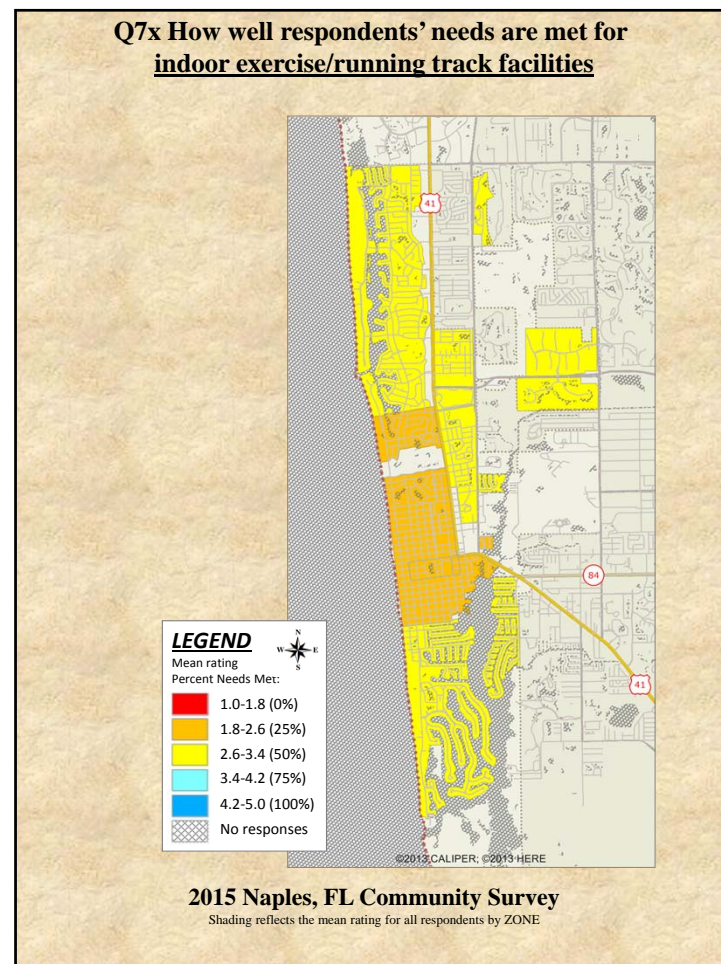 Q7x How well respondents’ needs are met for
indoor exercise/running track facilities
41
84
41
LEGEND
N
W E
S
Mean rating
Percent Needs Met:
1.0-1.8 (0%)
1.8-2.6 (25%)
2.6-3.4 (50%)
3.4-4.2 (75%)
4.2-5.0 (100%)
No responses
©2013 CALIPER; ©2013 HERE
2015 Naples, FL Community Survey
Shading reflects the mean rating for all respondents by ZONE